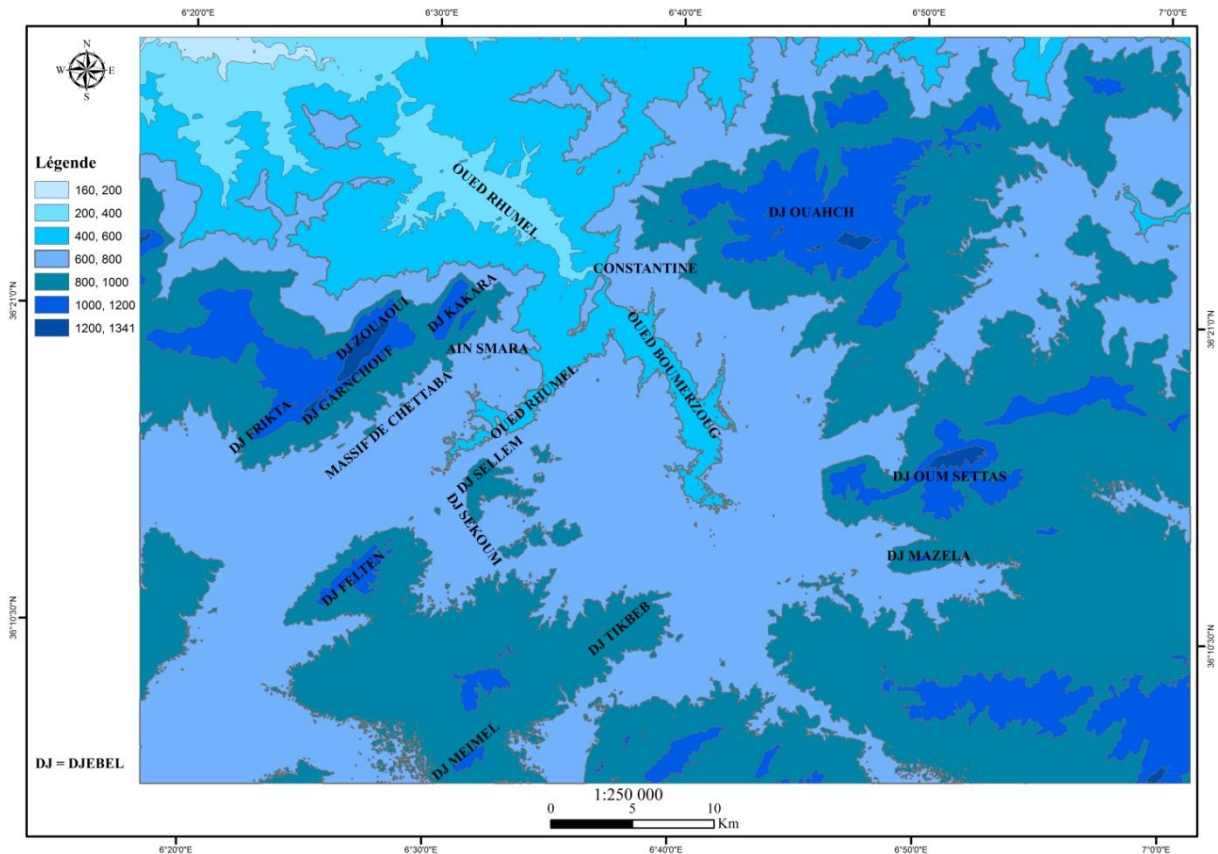 6°20'0"E 6°30'0"E 6°40'0"E 6°50'0"E 7°0'0"E
N
W E
S
Légende
160, 200
200, 400
400, 600
600, 800
800, 1000
1000, 1200
1200, 1341
OUED RHUMEL
DJ OUAHCH
CONSTANTINE
36°21'0"N
36°21'0"N
DJ KAKARA
DJ ZOUAOUI
AIN SMARA
OUED BOUMERZOUG
DJ GARNCHOUF
DJ FRIKTA
MASSIF DE CHETTABA
OUED RHUMEL
DJ SELLEM
DJ OUM SETTAS
DJ SEKOUM
DJ MAZELA
DJ FELTEN
36°10'30"N
36°10'30"N
DJ TIKBEB
DJ MEIMEL
DJ = DJEBEL
1:250 000
0 5 10
Km
6°20'0"E 6°30'0"E 6°40'0"E 6°50'0"E 7°0'0"E